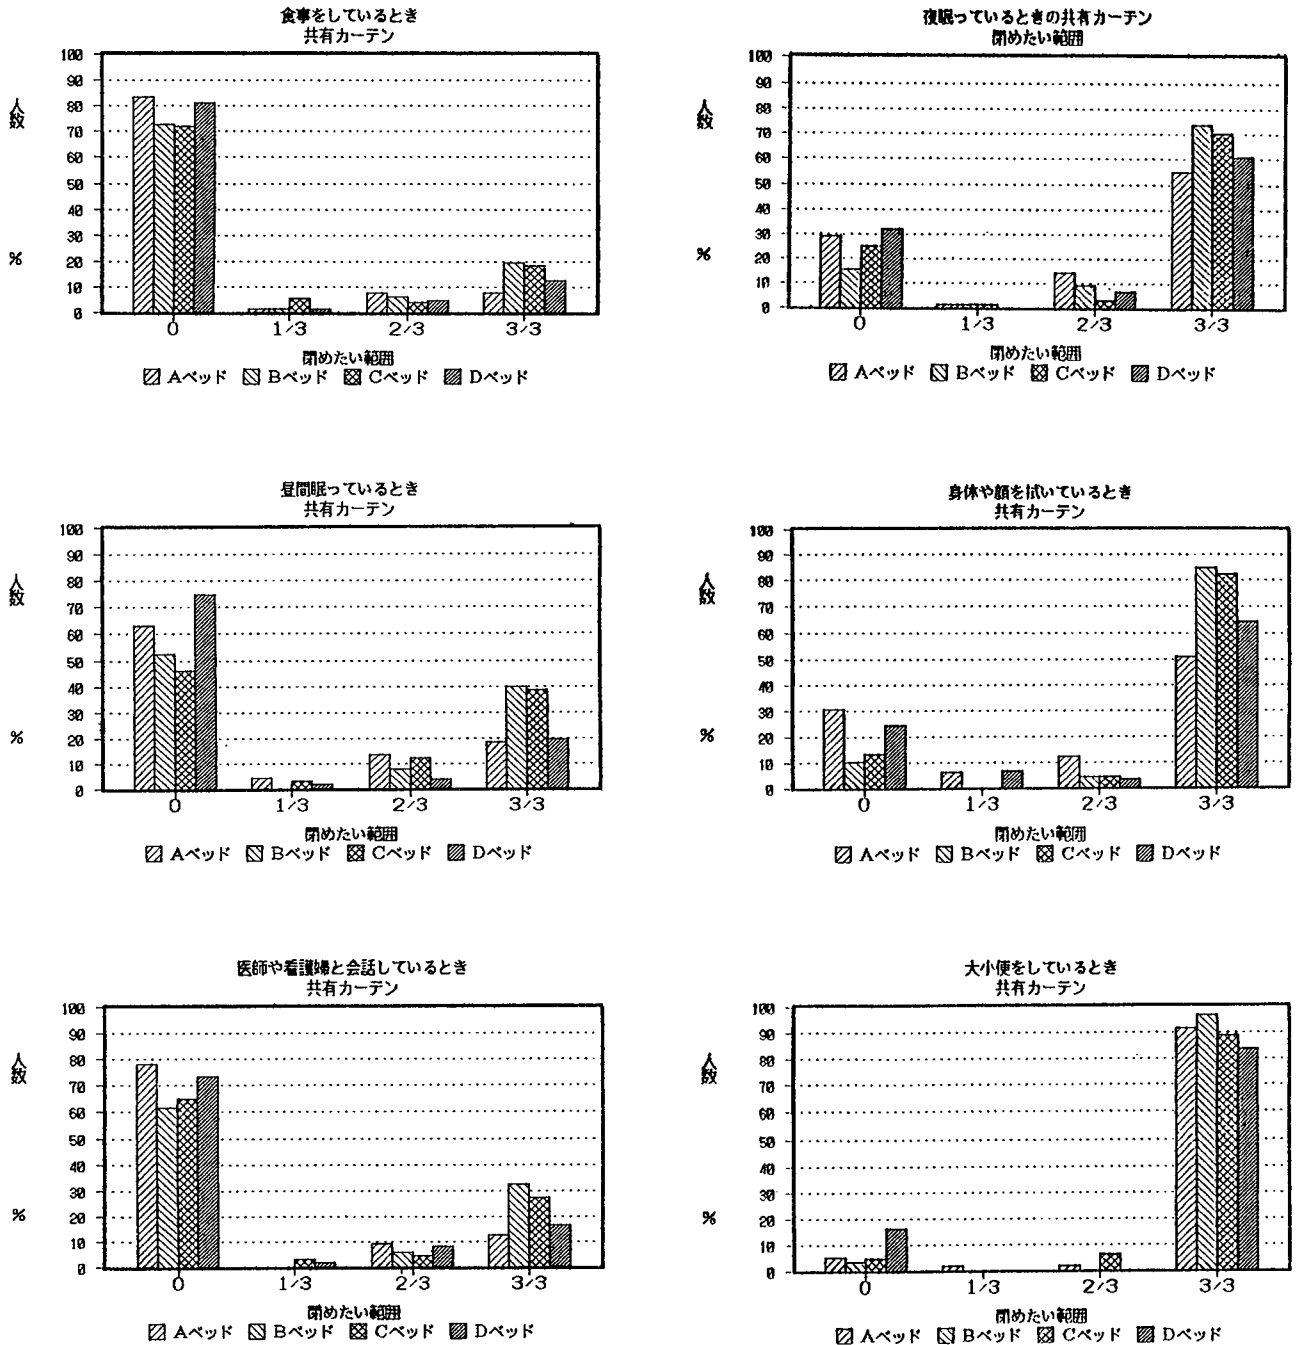 食事をしているとき
共有カーテン
人数
%
100
90
80
70
60
50
40
30
20
10
0
0 1/3 2/3 3/3
閉めたい範囲
Aベッド Bベッド Cベッド Dベッド
夜眠っているときの共有カーテン
閉めたい範囲
人数
%
100
90
80
70
60
50
40
30
20
10
0
0 1/3 2/3 3/3
閉めたい範囲
Aベッド Bベッド Cベッド Dベッド
昼間眠っているとき
共有カーテン
人数
%
100
90
80
70
60
50
40
30
20
10
0
0 1/3 2/3 3/3
閉めたい範囲
Aベッド Bベッド Cベッド Dベッド
身体や顔を拭いているとき
共有カーテン
人数
%
100
90
80
70
60
50
40
30
20
10
0
0 1/3 2/3 3/3
閉めたい範囲
Aベッド Bベッド Cベッド Dベッド
医師や看護婦と会話しているとき
共有カーテン
人数
%
100
90
80
70
60
50
40
30
20
10
0
0 1/3 2/3 3/3
閉めたい範囲
Aベッド Bベッド Cベッド Dベッド
大小便をしているとき
共有カーテン
人数
%
100
90
80
70
60
50
40
30
20
10
0
0 1/3 2/3 3/3
閉めたい範囲
Aベッド Bベッド Cベッド Dベッド